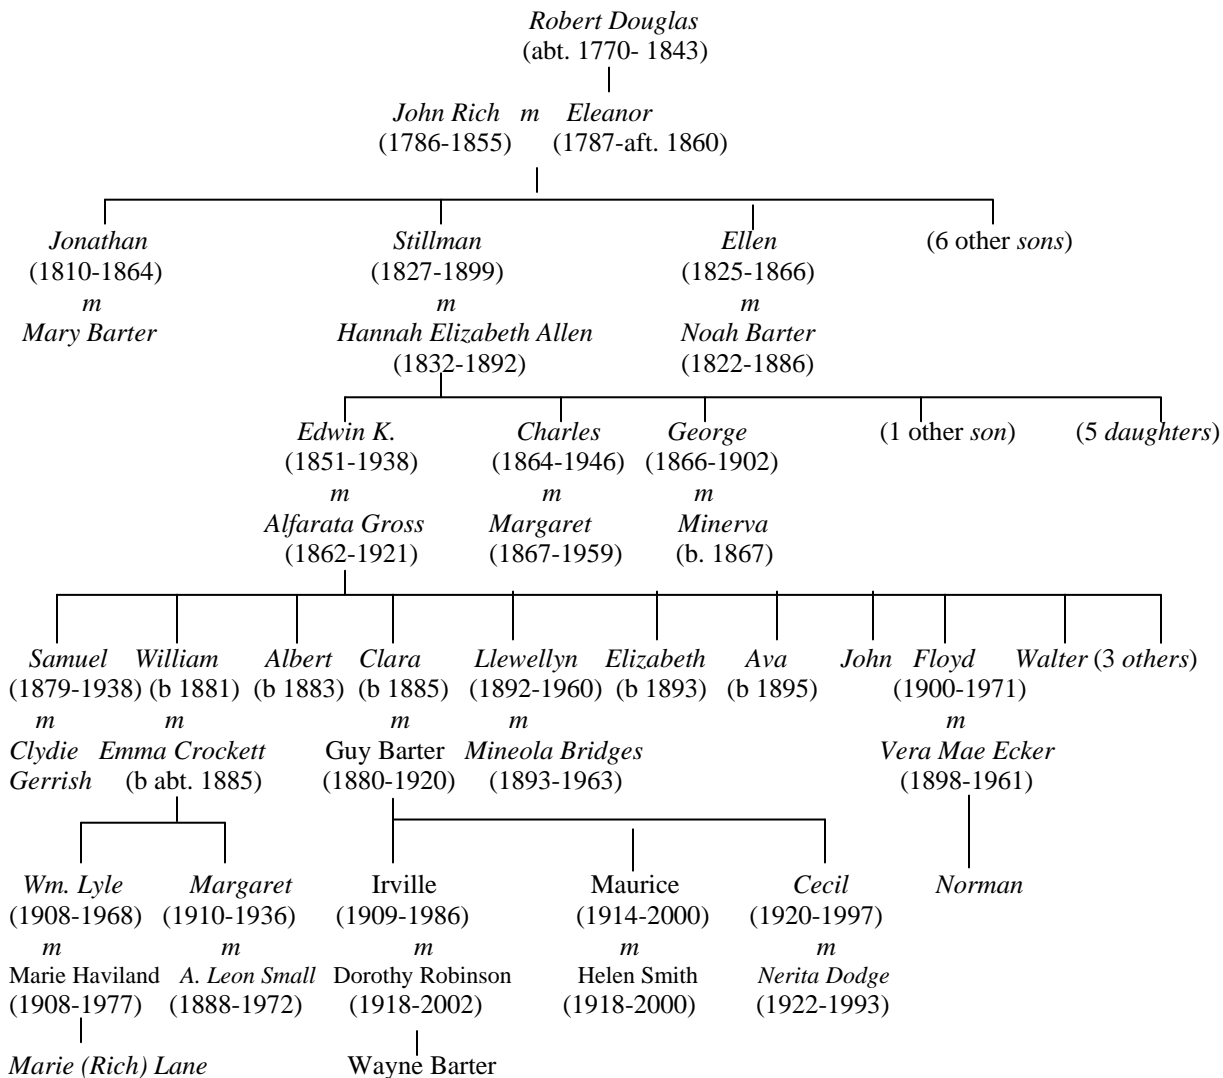 Robert Douglas
(abt. 1770- 1843)
John Rich m Eleanor
(1786-1855) (1787-aft. 1860)
Jonathan Stillman Ellen (6 other sons)
(1810-1864) (1827-1899) (1825-1866)
m m m
Mary Barter Hannah Elizabeth Allen Noah Barter
(1832-1892) (1822-1886)
Edwin K. Charles George (1 other son) (5 daughters)
(1851-1938) (1864-1946) (1866-1902)
m m m
Alfarata Gross Margaret Minerva
(1862-1921) (1867-1959) (b. 1867)
Samuel William Albert Clara Llewellyn Elizabeth Ava John Floyd Walter (3 others)
(1879-1938) (b 1881) (b 1883) (b 1885) (1892-1960) (b 1893) (b 1895) (1900-1971)
m m m m m
Clydie Emma Crockett Guy Barter Mineola Bridges Vera Mae Ecker
Gerrish (b abt. 1885) (1880-1920) (1893-1963) (1898-1961)
Wm. Lyle Margaret Irville Maurice Cecil Norman
(1908-1968) (1910-1936) (1909-1986) (1914-2000) (1920-1997)
m m m m m
Marie Haviland A. Leon Small Dorothy Robinson Helen Smith Nerita Dodge
(1908-1977) (1888-1972) (1918-2002) (1918-2000) (1922-1993)
Marie (Rich) Lane Wayne Barter